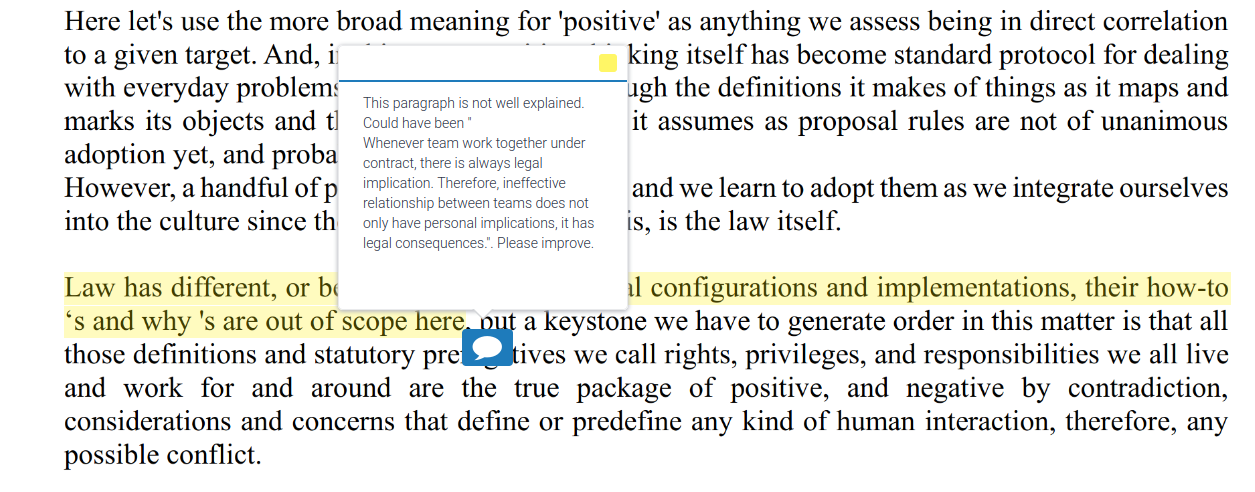 Here let's use the more broad meaning for 'positive' as anything we assess being in direct correlation
to a given target. And, king itself has become standard protocol for dealing
with everyday problems ugh the definitions it makes of things as it maps and
marks its objects and it assumes as proposal rules are not of unanimous
adoption yet, and proba
However, a handful of p and we learn to adopt them as we integrate ourselves
into the culture since th is, is the law itself.
This paragraph is not well explained.
Could have been "
Whenever team work together under
contract, there is always legal
implication. Therefore, ineffective
relationship between teams does not
only have personal implications, it has
legal consequences.". Please improve.
Law has different, or be l configurations and implementations, their how-to
‘s and why 's are out of scope here, but a keystone we have to generate order in this matter is that all
those definitions and statutory pre tives we call rights, privileges, and responsibilities we all live
and work for and around are the true package of positive, and negative by contradiction,
considerations and concerns that define or predefine any kind of human interaction, therefore, any
possible conflict.